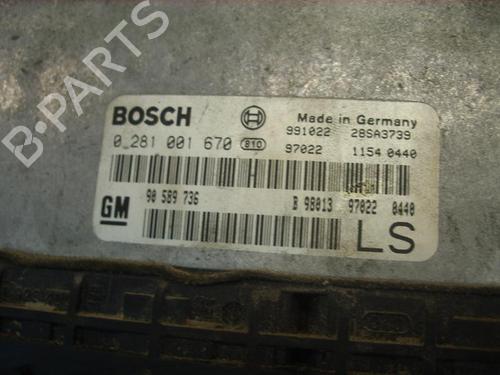 B-PARTS
BOSCH
Made in Germany
991022 28SA3739
0 281 001 670 810 97022 1154 0440
GM 90 589 736 B 98013 97022 0440
LS